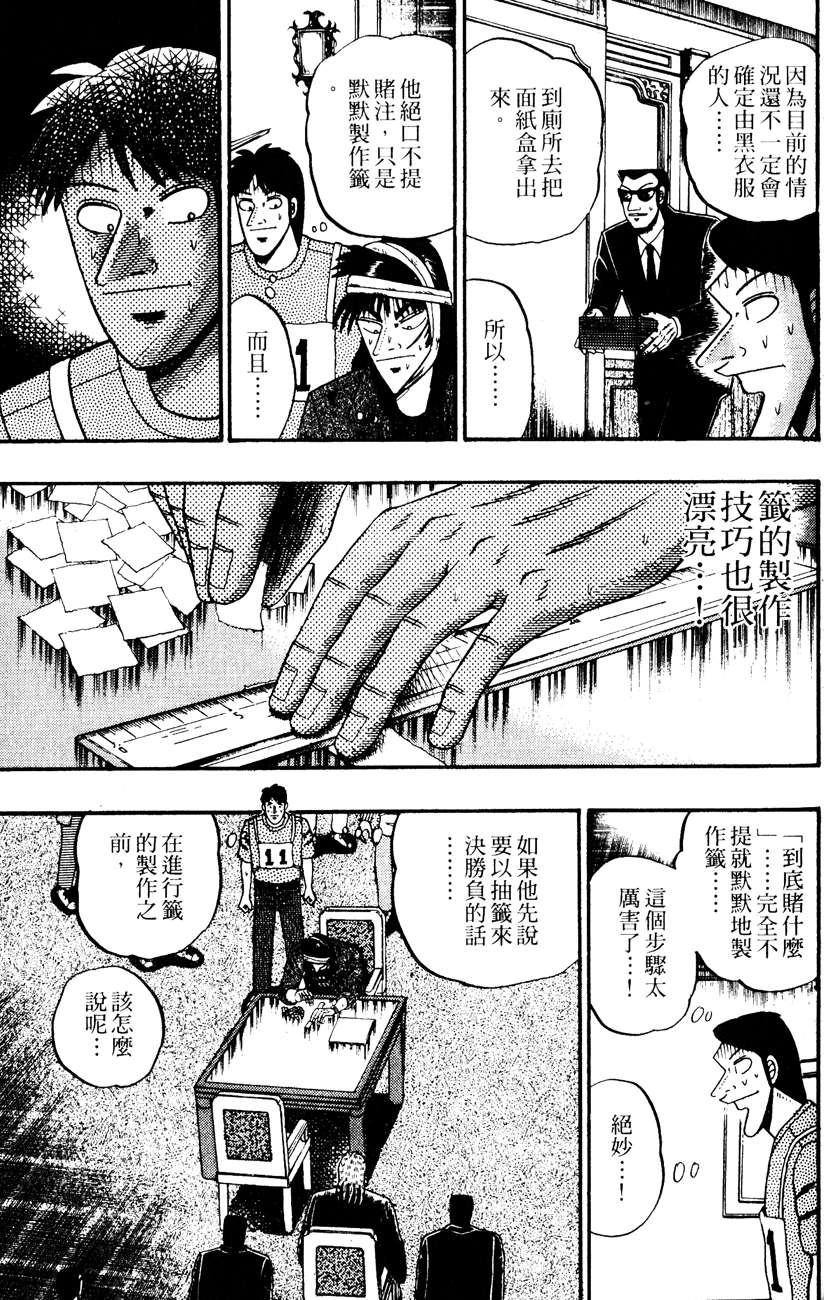 因為目前的情
況還不一定會
確定由黑衣服
的人……
到廁所去把
面紙盒拿出
來。
所以……
他絕口不提
賭注，只是
默默製作籤
。
而且……
1
籤的製作
技巧也很
漂亮…！
「到底賭什麼
」……完全不
提就默默地製
作籤……
這個步驟太
厲害了…！
絕妙…！
1
如果他先說
要以抽籤來
決勝負的話
………
11
在進行籤
的製作之
前，
該怎麼
說呢…